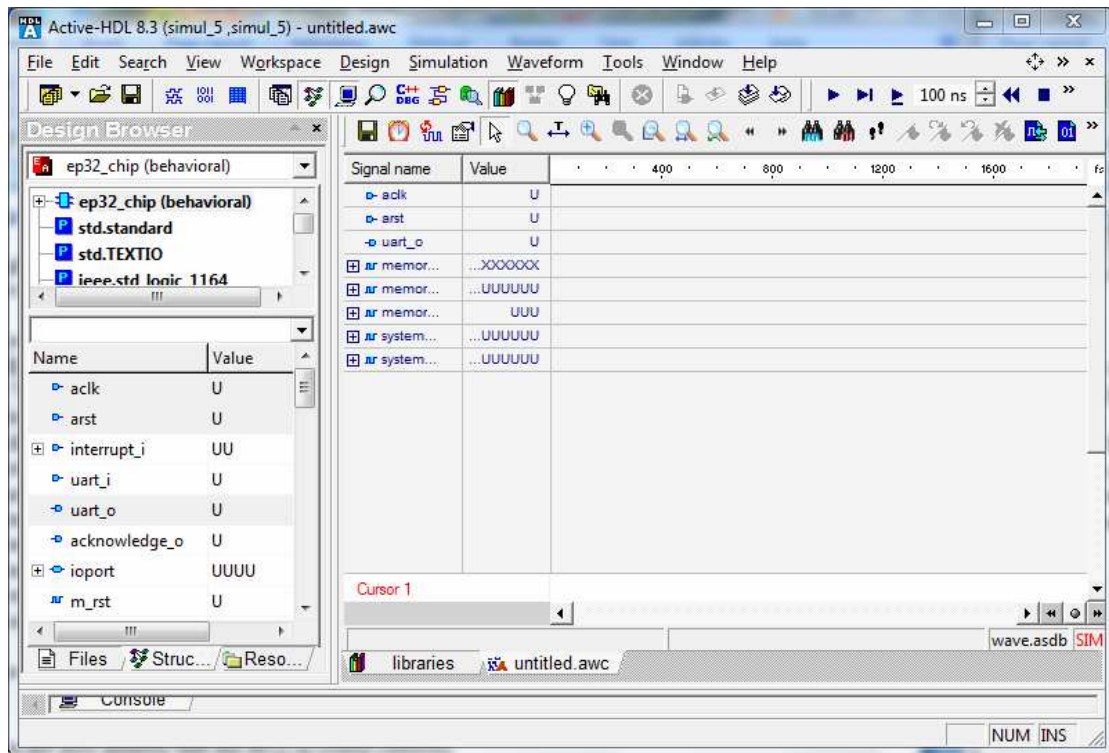 Active-HDL 8.3 (simul_5 ,simul_5) - untitled.awc
File Edit Search View Workspace Design Simulation Waveform Tools Window Help
100 ns
Design Browser
ep32_chip (behavioral)
ep32_chip (behavioral)
std.standard
std.TEXTIO
ieee.std_logic_1164
Name Value
aclk U
arst U
interrupt_i UU
uart_i U
uart_o U
acknowledge_o U
ioport UUUU
m_rst U
Files Struc... Reso...
Signal name Value 400 800 1200 1600 fs
aclk U
arst U
uart_o U
memor... ...XXXXXX
memor... ...UUUUUU
memor... UUU
system... ...UUUUUU
system... ...UUUUUU
Cursor 1
wave.asdb SIM
libraries untitled.awc
Console
NUM INS